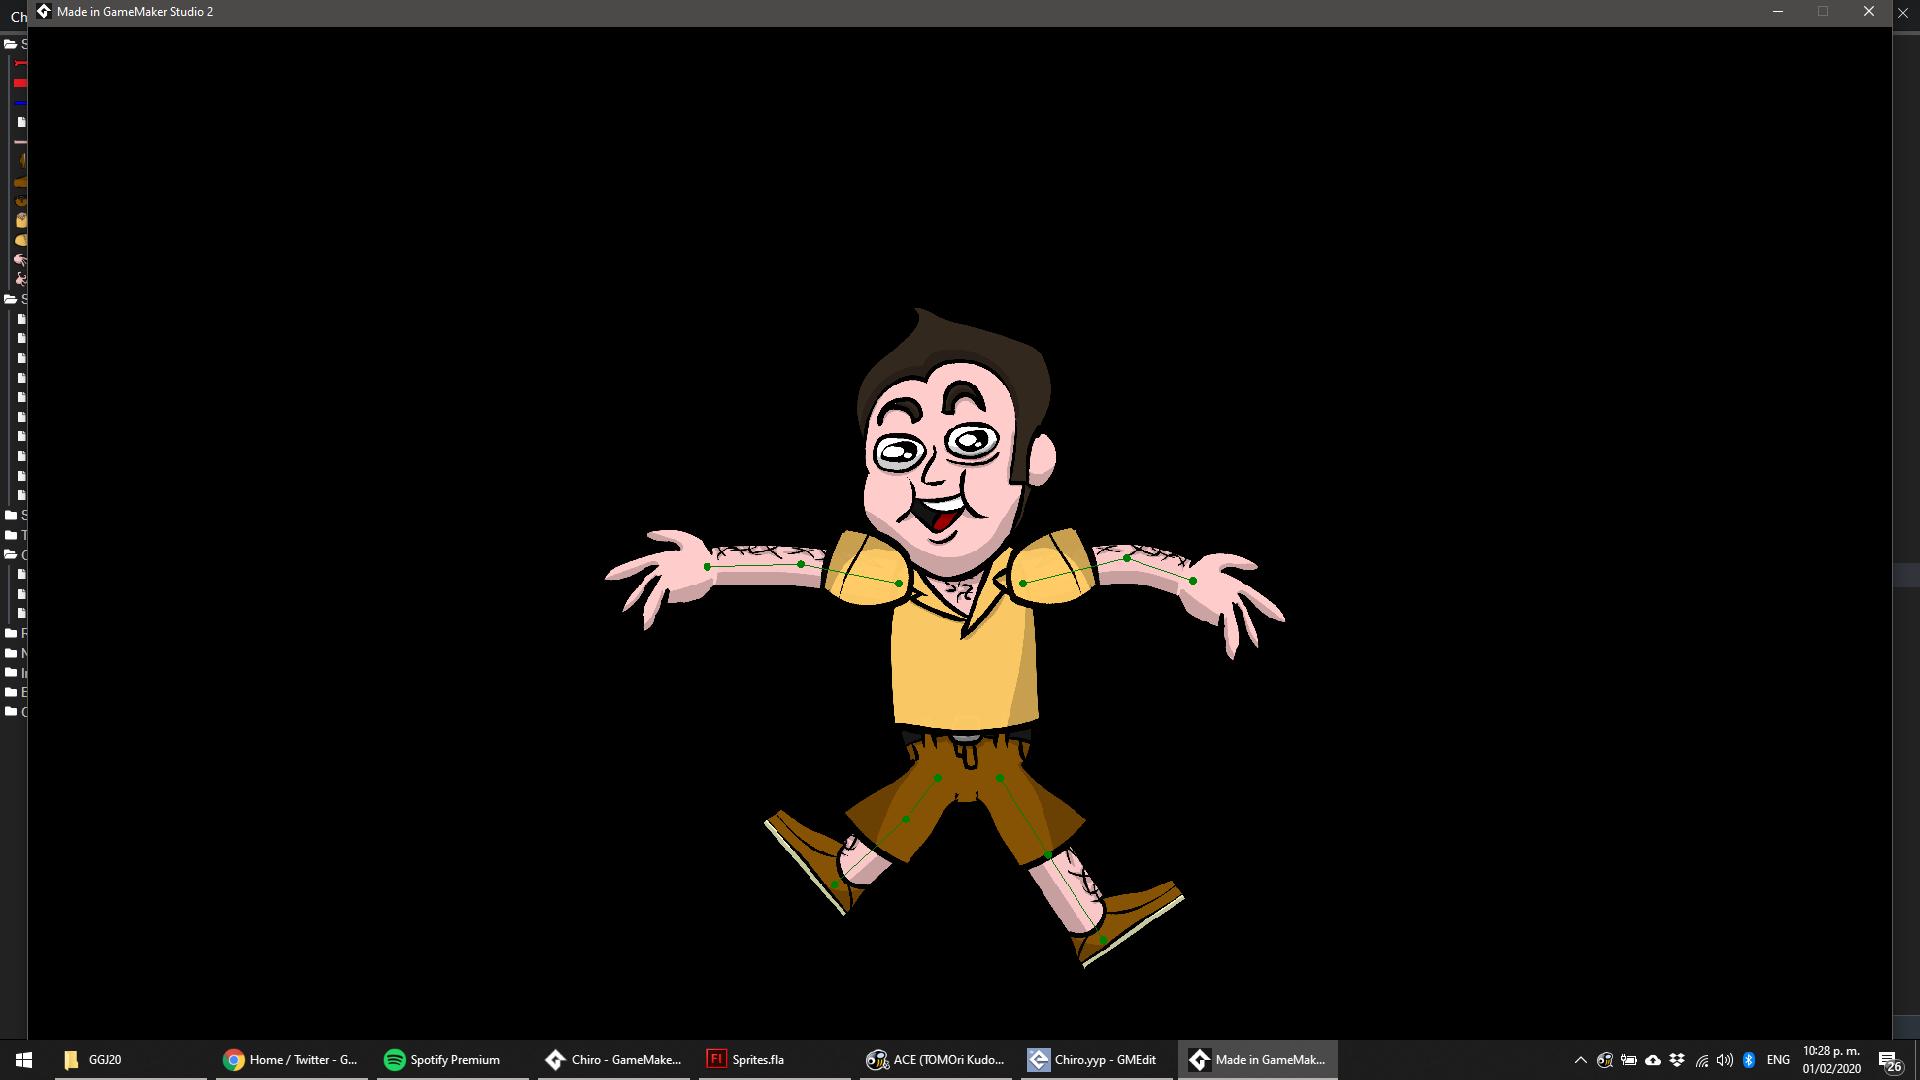 Ch
Made in GameMaker Studio 2
S
S
S
T
C
R
N
In
E
C
GGJ20
Home / Twitter - G...
Spotify Premium
Chiro - GameMake...
Sprites.fla
ACE (TOMOri Kudo...
Chiro.yyp - GMEdit
Made in GameMak...
ENG
10:28 p. m.
01/02/2020
26